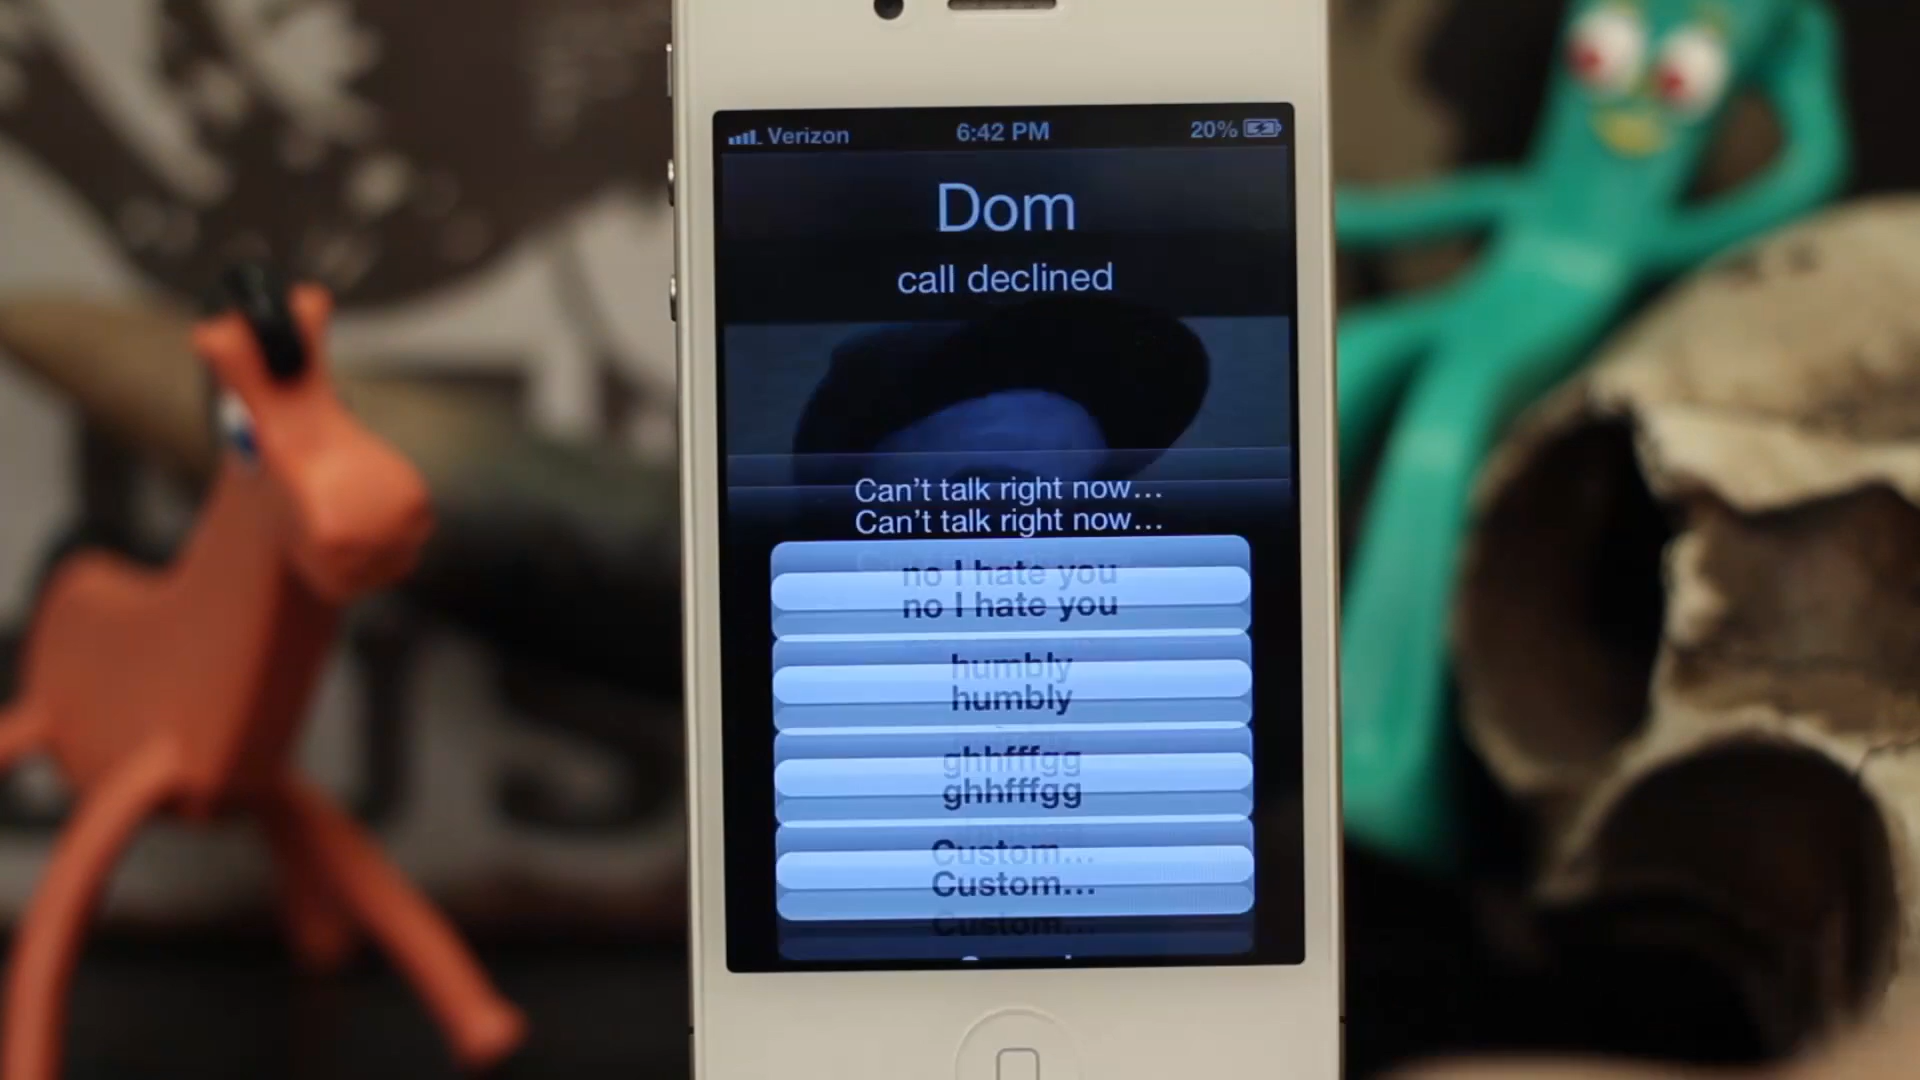 Verizon 6:42 PM 20%
Dom
call declined
Can't talk right now...
Can't talk right now...
no I hate you
no I hate you
humbly
humbly
ghhfffgg
ghhfffgg
Custom...
Custom...
Custom...